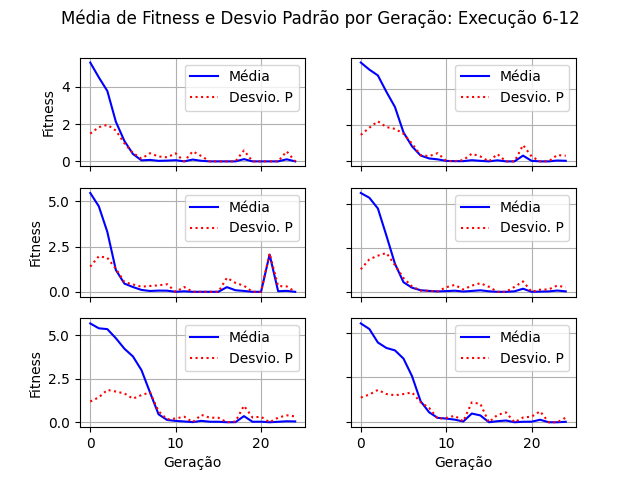 Média de Fitness e Desvio Padrão por Geração: Execução 6-12
4
2
0
Fitness
Média
Desvio. P
Média
Desvio. P
5.0
2.5
0.0
Fitness
Média
Desvio. P
Média
Desvio. P
5.0
2.5
0.0
Fitness
Média
Desvio. P
Média
Desvio. P
0 10 20
0 10 20
Geração
Geração